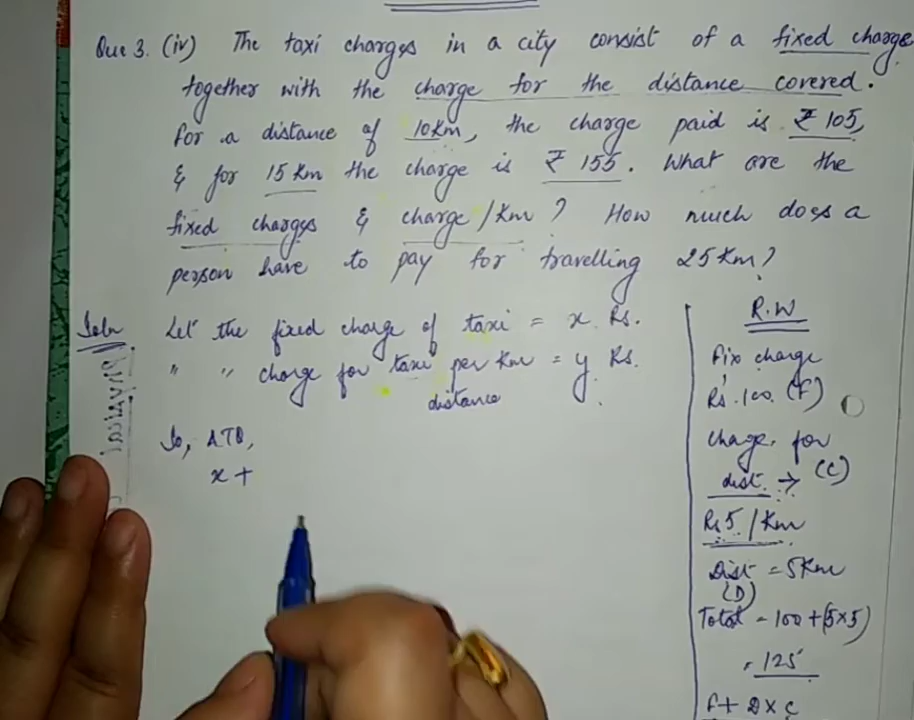 Que 3. (iv) The taxi charges in a city consist of a fixed charge
together with the charge for the distance covered.
For a distance of 10km, the charge paid is ₹ 105,
& for 15 Km the charge is ₹ 155. What are the
fixed charges & charge/Km? How much does a
person have to pay for travelling 25 Km?
Soln Let the fixed charge of taxi = x Rs.
" " charge for taxi per Km = y Rs.
distance
So, ATQ,
x +
R.W
Fix charge
Rs. 100 (F)
Charge for
dist. → (C)
Rs 5 /Km
Dist = 5Km
(D)
Total = 100 + (5×5)
= 125
F + D × C